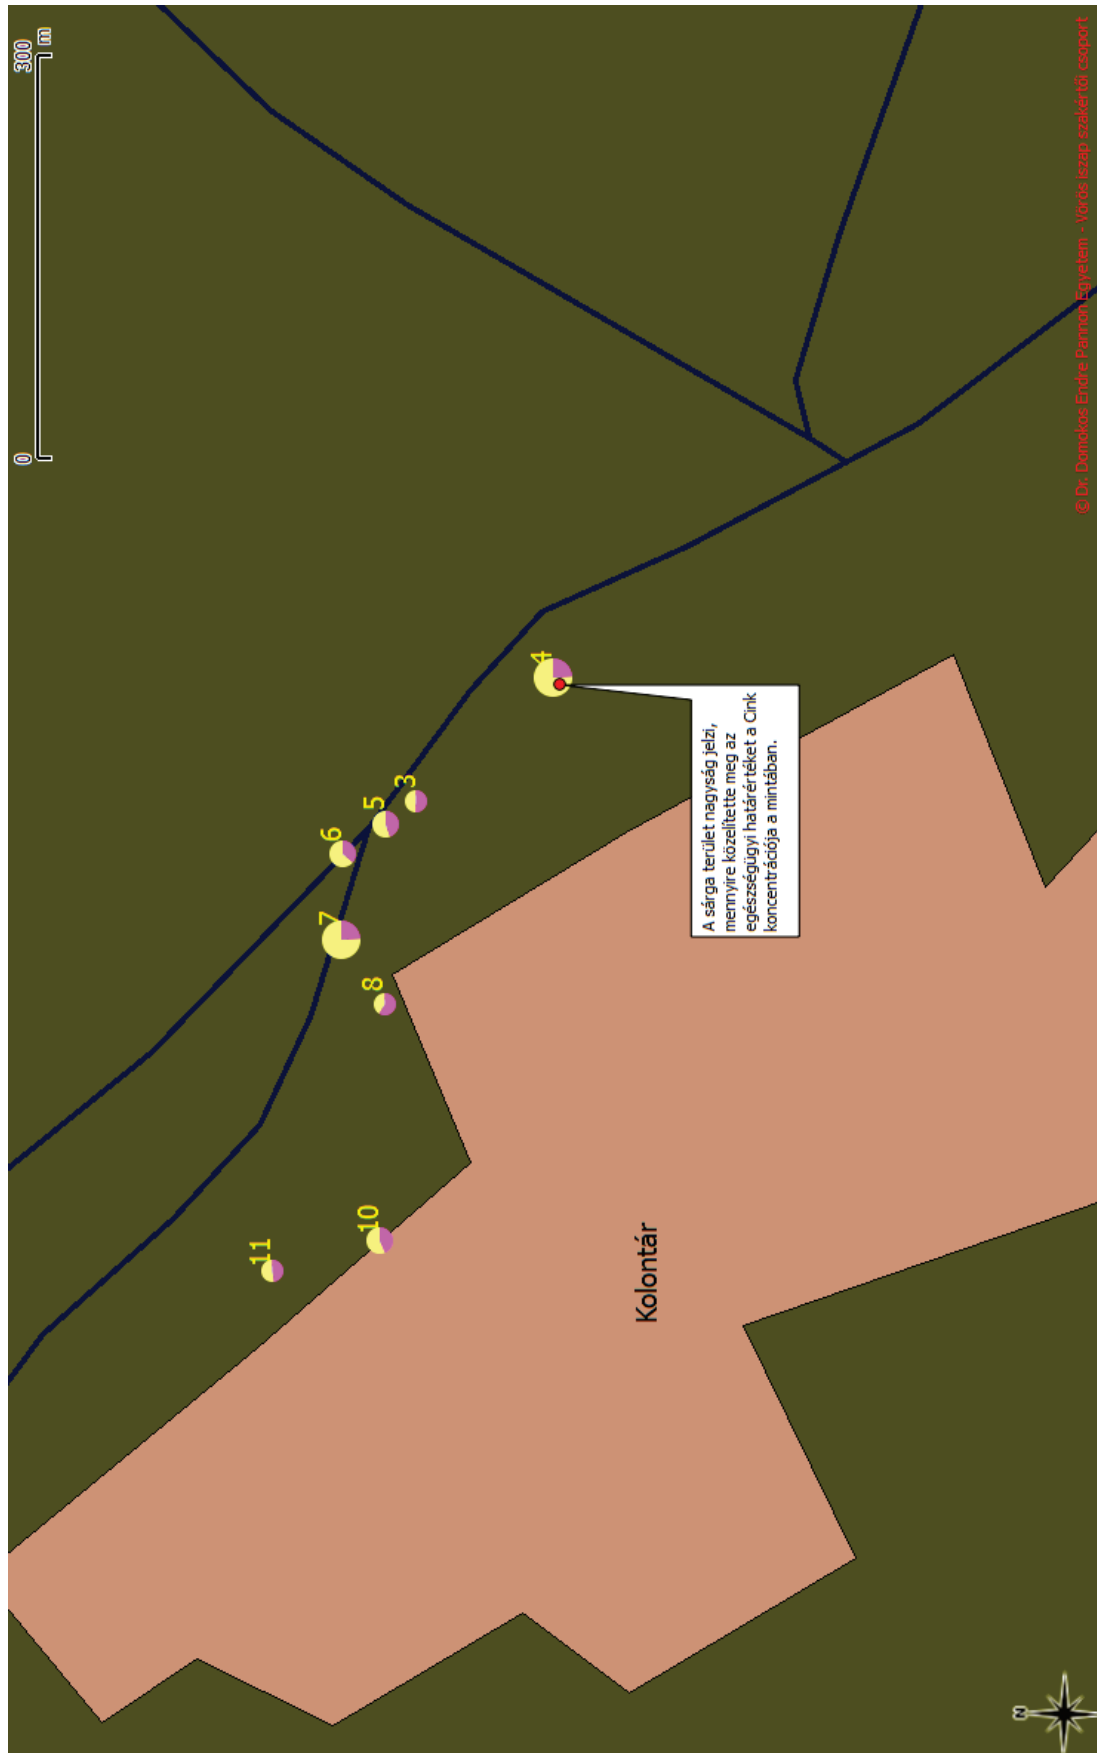 0
300
m
11
10
8
7
6
5
3
4
A sárga terület nagyság jelzi,
mennyire közelítette meg az
egészségügyi határértéket a Cink
koncentrációja a mintában.
Kolontár
N
© Dr. Domokos Endre Pannon Egyetem - Vörös iszap szakértői csoport